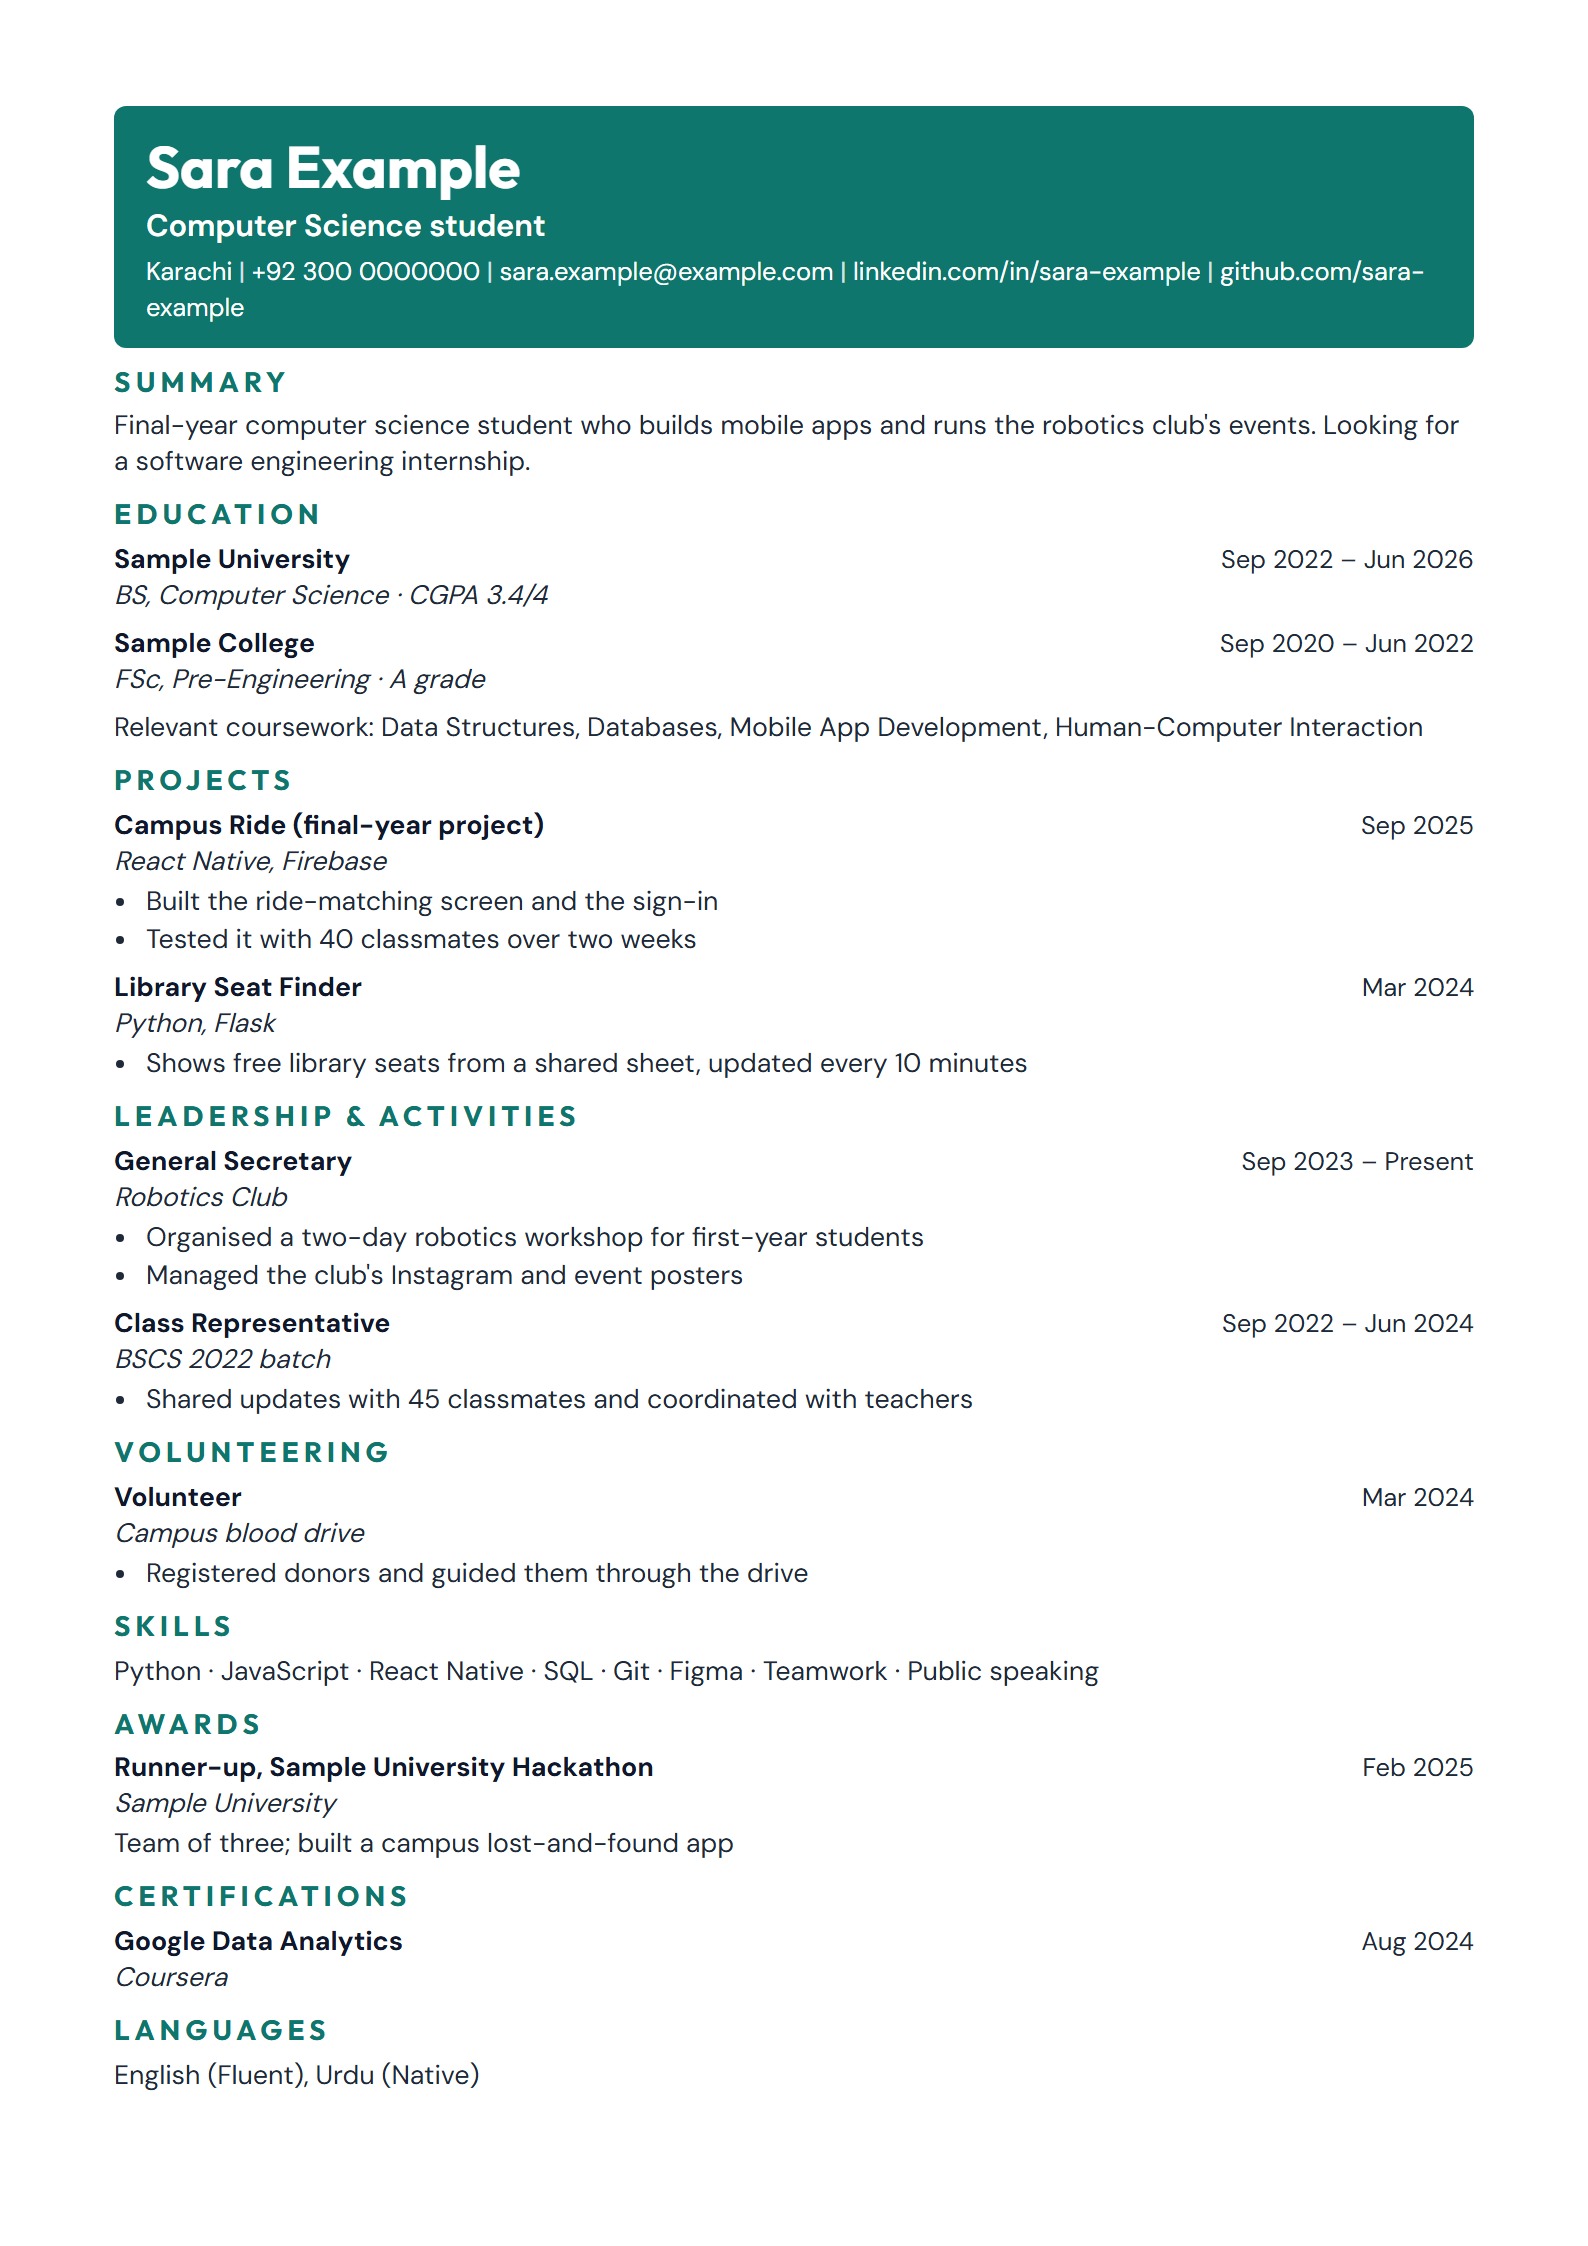 Sara Example
Computer Science student
Karachi | +92 300 0000000 | sara.example@example.com | linkedin.com/in/sara-example | github.com/sara-
example
SUMMARY
Final-year computer science student who builds mobile apps and runs the robotics club's events. Looking for
a software engineering internship.
EDUCATION
Sample University Sep 2022 – Jun 2026
BS, Computer Science · CGPA 3.4/4
Sample College Sep 2020 – Jun 2022
FSc, Pre-Engineering · A grade
Relevant coursework: Data Structures, Databases, Mobile App Development, Human-Computer Interaction
PROJECTS
Campus Ride (final-year project) Sep 2025
React Native, Firebase
• Built the ride-matching screen and the sign-in
• Tested it with 40 classmates over two weeks
Library Seat Finder Mar 2024
Python, Flask
• Shows free library seats from a shared sheet, updated every 10 minutes
LEADERSHIP & ACTIVITIES
General Secretary Sep 2023 – Present
Robotics Club
• Organised a two-day robotics workshop for first-year students
• Managed the club's Instagram and event posters
Class Representative Sep 2022 – Jun 2024
BSCS 2022 batch
• Shared updates with 45 classmates and coordinated with teachers
VOLUNTEERING
Volunteer Mar 2024
Campus blood drive
• Registered donors and guided them through the drive
SKILLS
Python · JavaScript · React Native · SQL · Git · Figma · Teamwork · Public speaking
AWARDS
Runner-up, Sample University Hackathon Feb 2025
Sample University
Team of three; built a campus lost-and-found app
CERTIFICATIONS
Google Data Analytics Aug 2024
Coursera
LANGUAGES
English (Fluent), Urdu (Native)